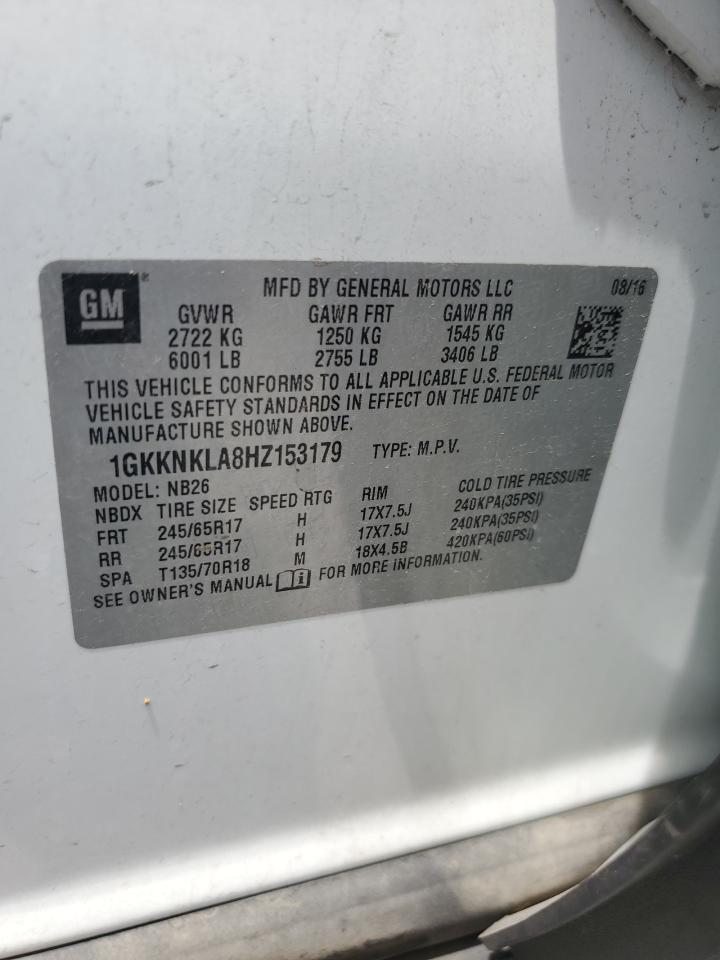 GM®
MFD BY GENERAL MOTORS LLC 08/16
GVWR GAWR FRT GAWR RR
2722 KG 1250 KG 1545 KG
6001 LB 2755 LB 3406 LB
THIS VEHICLE CONFORMS TO ALL APPLICABLE U.S. FEDERAL MOTOR
VEHICLE SAFETY STANDARDS IN EFFECT ON THE DATE OF
MANUFACTURE SHOWN ABOVE.
1GKKNKLA8HZ153179 TYPE: M.P.V.
MODEL: NB26
NBDX TIRE SIZE SPEED RTG RIM COLD TIRE PRESSURE
FRT 245/65R17 H 17X7.5J 240KPA(35PSI)
RR 245/65R17 H 17X7.5J 240KPA(35PSI)
SPA T135/70R18 M 18X4.5B 420KPA(60PSI)
SEE OWNER'S MANUAL i FOR MORE INFORMATION.